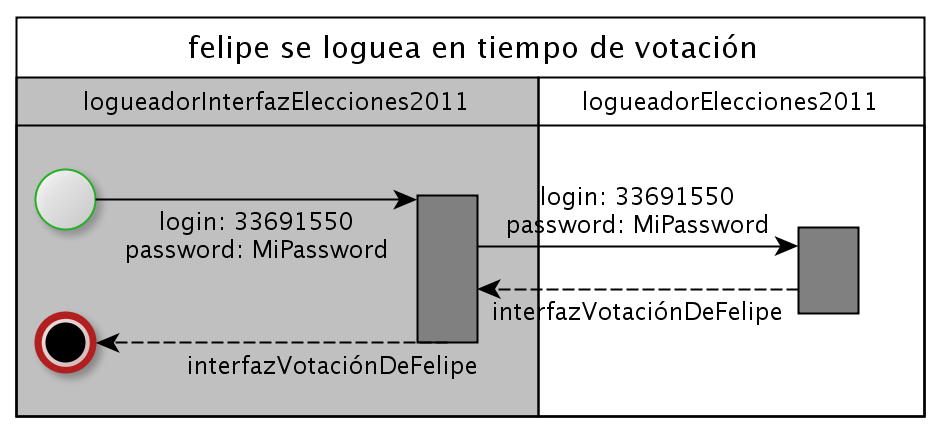 felipe se loguea en tiempo de votación
logueadorInterfazElecciones2011
logueadorElecciones2011
login: 33691550
password: MiPassword
login: 33691550
password: MiPassword
interfazVotaciónDeFelipe
interfazVotaciónDeFelipe